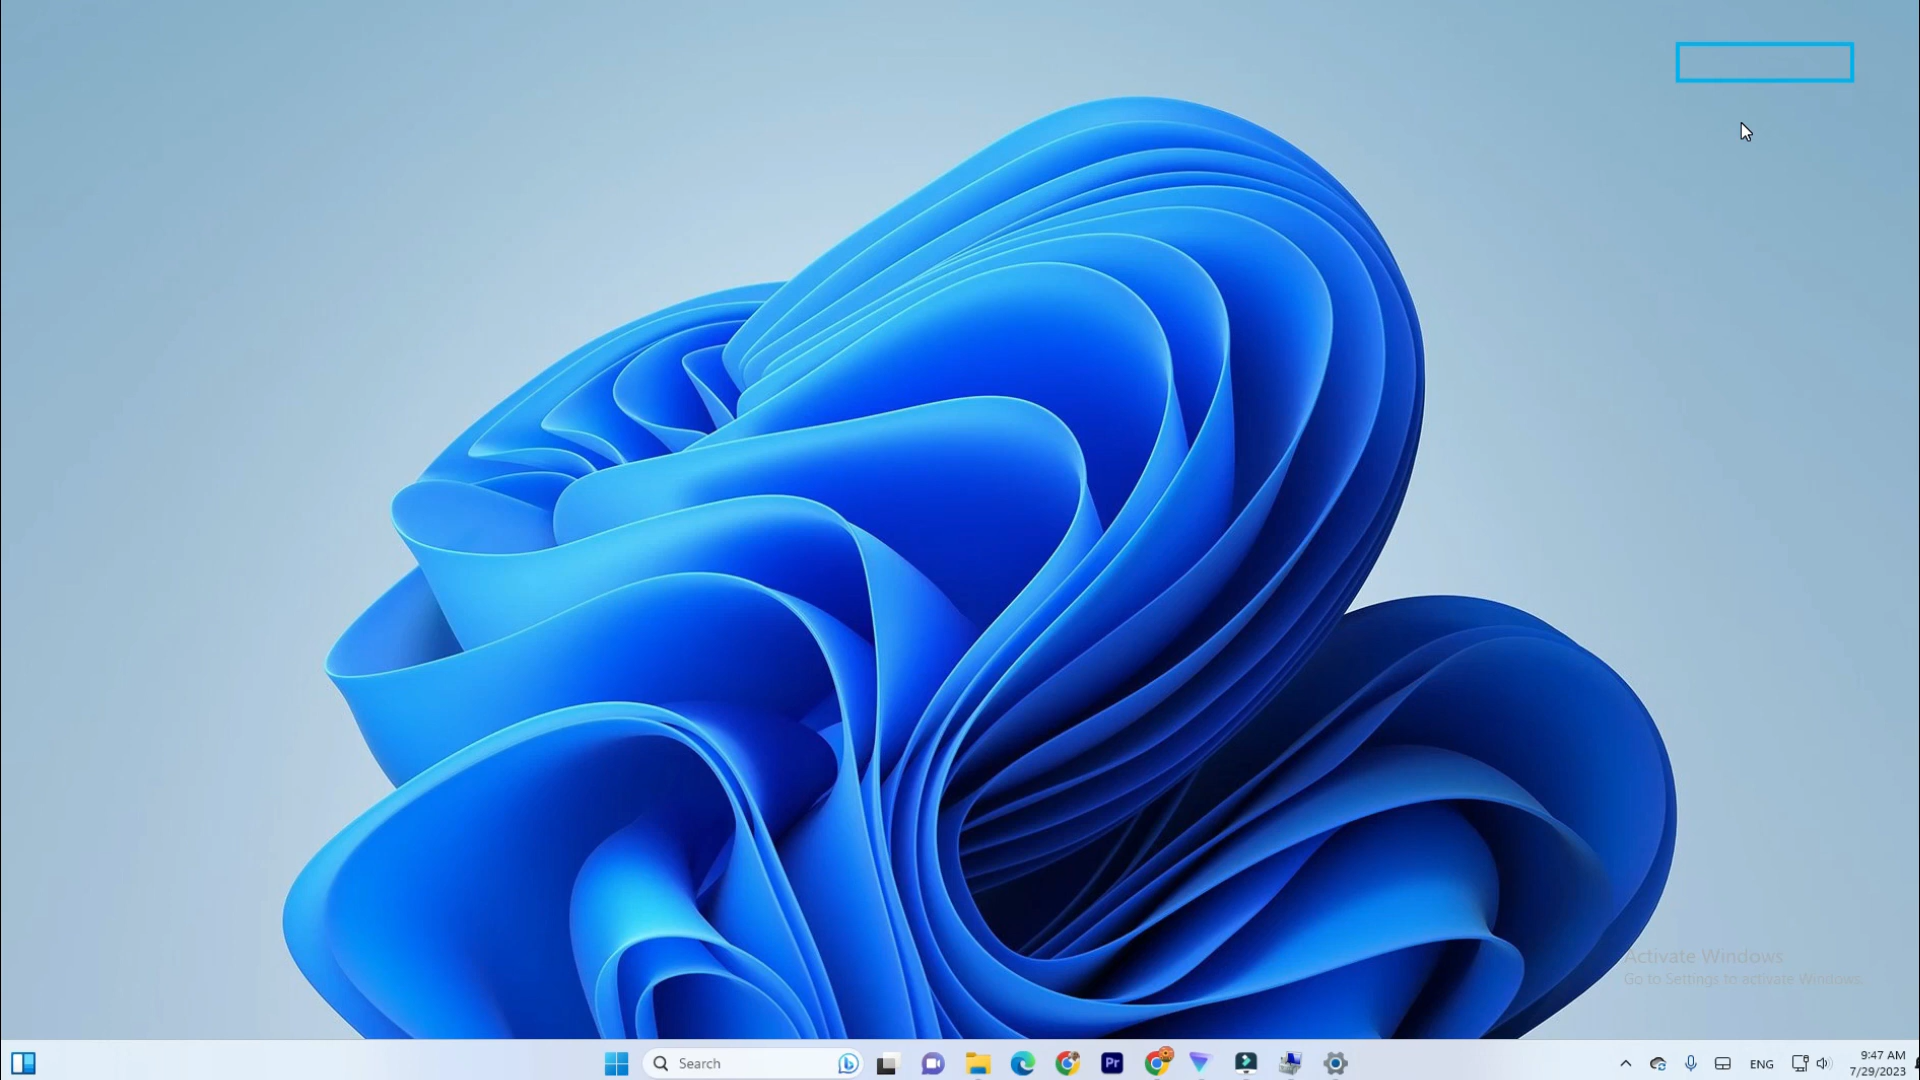 Activate Windows
Go to Settings to activate Windows.
Search
Pr
ENG
9:47 AM
7/29/2023